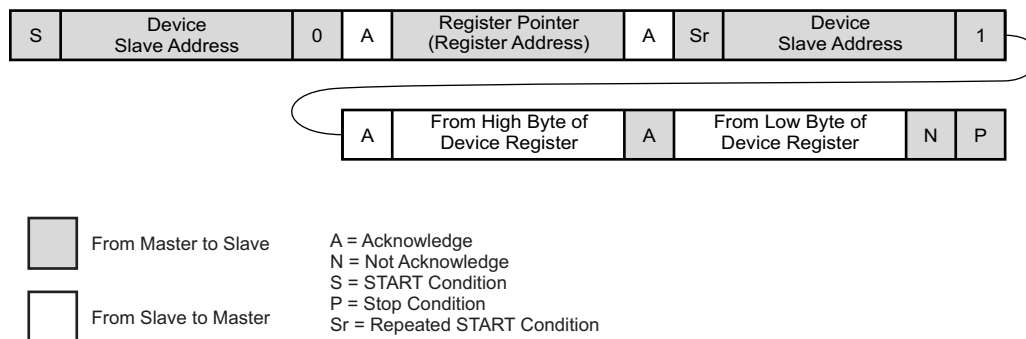 S Device Slave Address 0 A Register Pointer (Register Address) A Sr Device Slave Address 1
A From High Byte of Device Register A From Low Byte of Device Register N P
From Master to Slave
From Slave to Master
A = Acknowledge
N = Not Acknowledge
S = START Condition
P = Stop Condition
Sr = Repeated START Condition